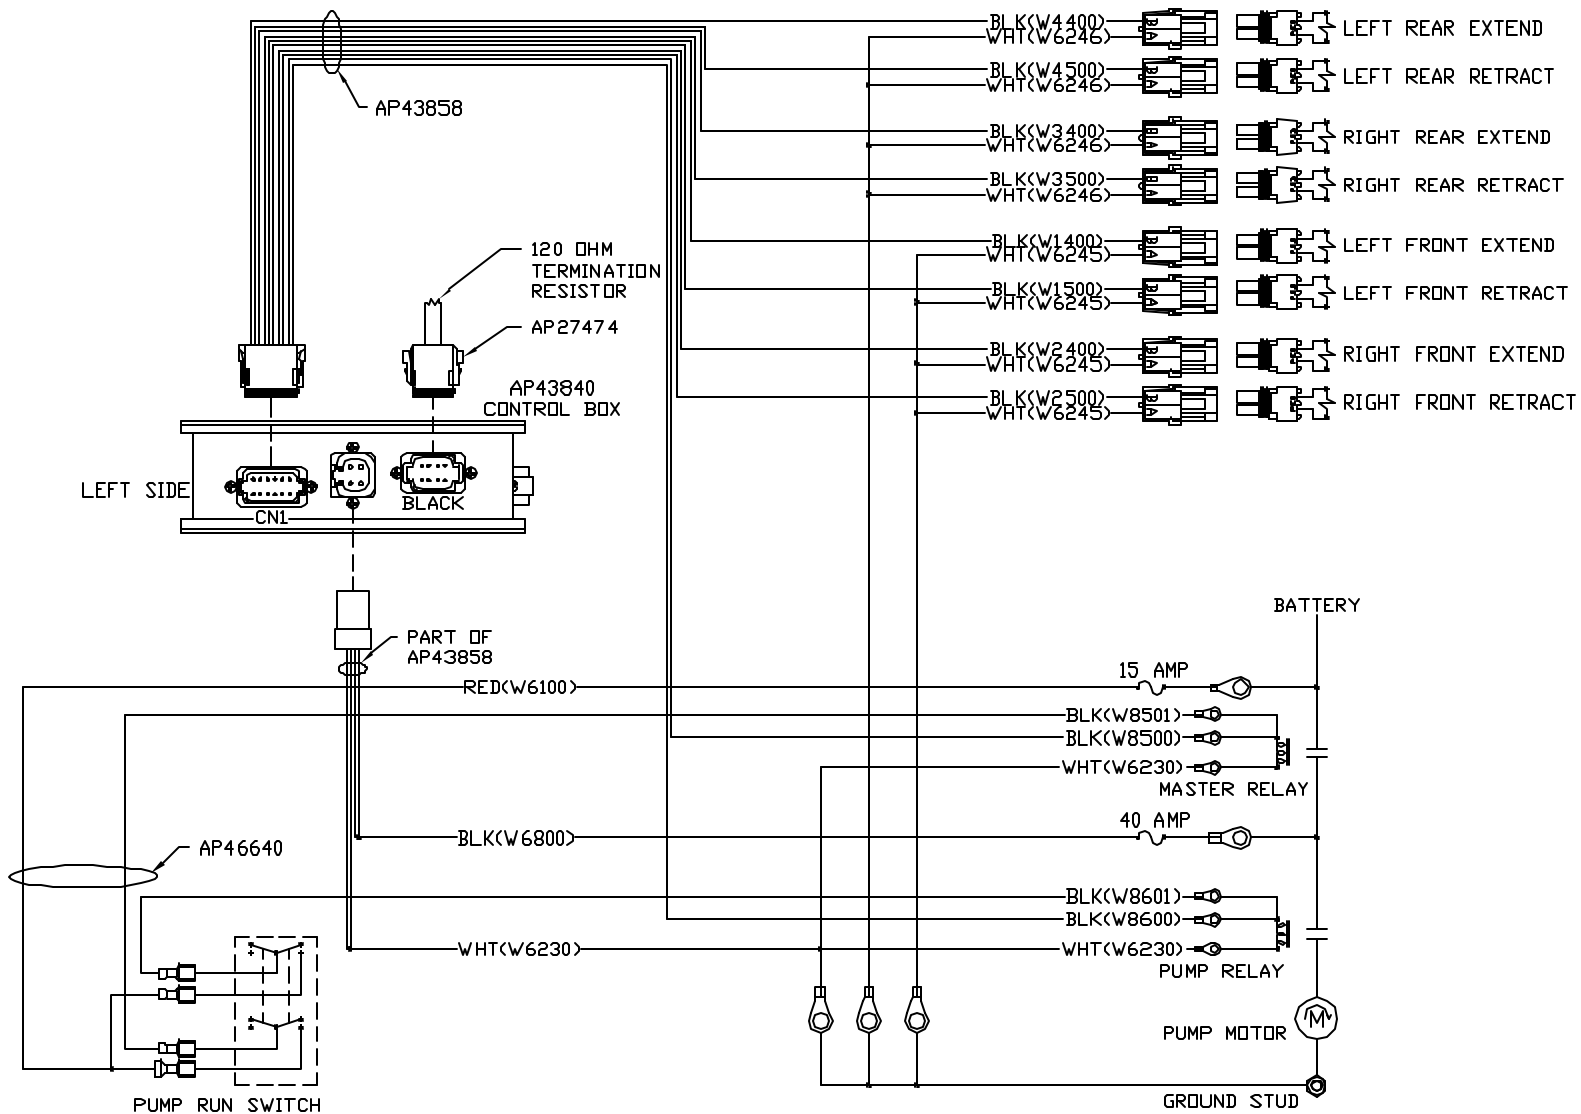 BLK(W4400)
WHT(W6246)
B
A
LEFT REAR EXTEND
AP43858
BLK(W4500)
WHT(W6246)
B
A
LEFT REAR RETRACT
BLK(W3400)
WHT(W6246)
B
A
RIGHT REAR EXTEND
BLK(W3500)
WHT(W6246)
B
A
RIGHT REAR RETRACT
120 OHM
TERMINATION
RESISTOR
BLK(W1400)
WHT(W6245)
B
A
LEFT FRONT EXTEND
BLK(W1500)
WHT(W6245)
B
A
LEFT FRONT RETRACT
AP27474
BLK(W2400)
WHT(W6245)
B
A
RIGHT FRONT EXTEND
AP43840
CONTROL BOX
BLK(W2500)
WHT(W6245)
B
A
RIGHT FRONT RETRACT
LEFT SIDE
CN1
BLACK
BATTERY
PART OF
AP43858
RED(W6100)
15 AMP
BLK(W8501)
BLK(W8500)
WHT(W6230)
MASTER RELAY
BLK(W6800)
40 AMP
AP46640
BLK(W8601)
BLK(W8600)
WHT(W6230)
WHT(W6230)
PUMP RELAY
M
PUMP MOTOR
GROUND STUD
PUMP RUN SWITCH